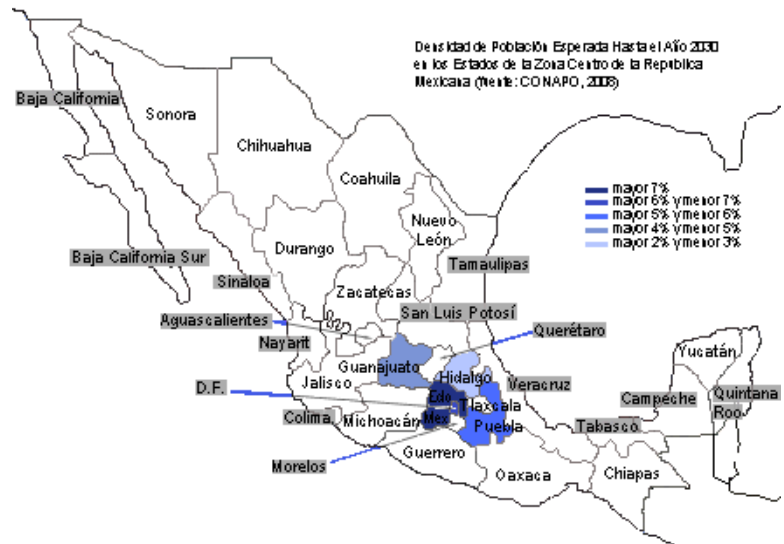 Densidad de Población Esperada Hasta el Año 2030
en los Estados de la Zona Centro de la Republica
Mexicana (fuente: CONAPO, 2008)
Baja California
Sonora
Chihuahua
Coahuila
mayor 7%
mayor 6% y menor 7%
mayor 5% y menor 6%
mayor 4% y menor 5%
mayor 2% y menor 3%
Nuevo
León
Durango
Baja California Sur
Tamaulipas
Sinaloa
Zacatecas
San Luis Potosí
Aguascalientes
Querétaro
Nayarit
Yucatán
Guanajuato
Hidalgo
Jalisco
Veracruz
D.F.
Campeche
Quintana
Roo
Edo
Tlaxcala
Colima
Michoacán
Mex
Puebla
Tabasco
Guerrero
Morelos
Oaxaca
Chiapas